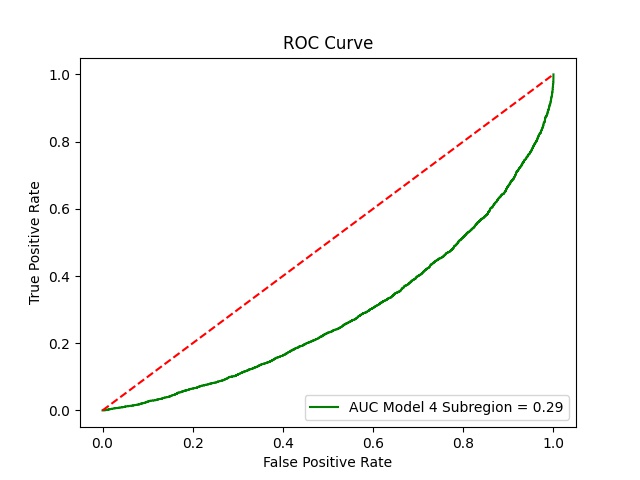 ROC Curve
True Positive Rate
1.0
0.8
0.6
0.4
0.2
0.0
AUC Model 4 Subregion = 0.29
0.0 0.2 0.4 0.6 0.8 1.0
False Positive Rate